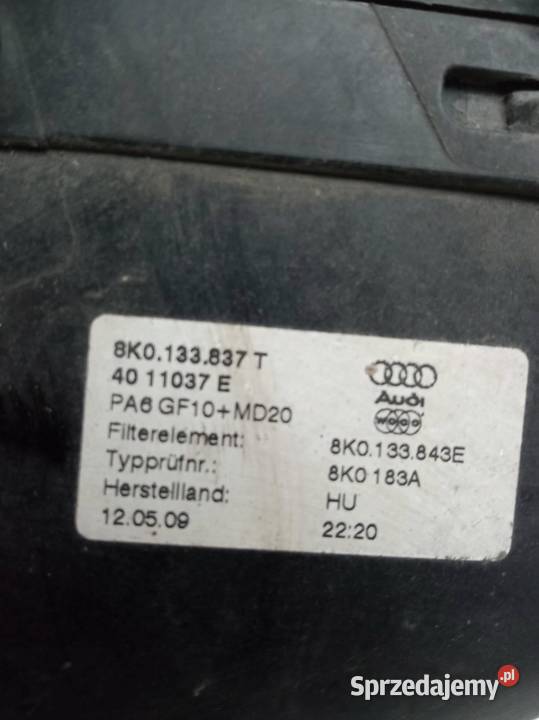 8K0.133.837 T
40 11037 E
PA6 GF10+MD20
Filterelement: 8K0.133.843E
Typprüfnr.: 8K0 183A
Herstellland: HU
12.05.09 22:20
Audi
Sprzedajemy.pl